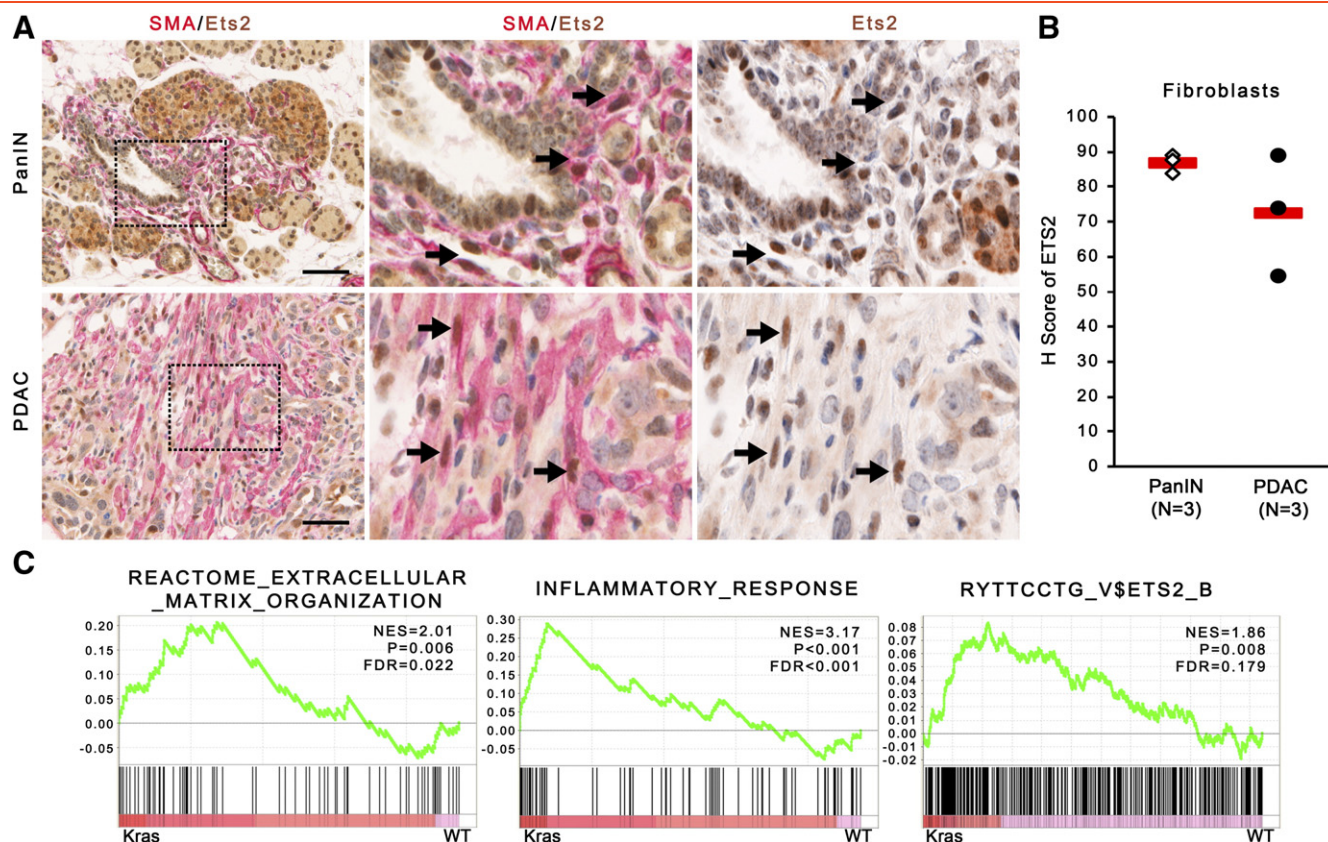 A
SMA/Ets2
SMA/Ets2
Ets2
PanIN
PDAC
B
Fibroblasts
H Score of ETS2
100
90
80
70
60
50
40
30
20
10
0
PanIN
(N=3)
PDAC
(N=3)
C
REACTOME_EXTRACELLULAR
_MATRIX_ORGANIZATION
NES=2.01
P=0.006
FDR=0.022
0.20
0.15
0.10
0.05
0.00
-0.05
Kras
WT
INFLAMMATORY_RESPONSE
NES=3.17
P<0.001
FDR<0.001
0.30
0.25
0.20
0.15
0.10
0.05
0.00
-0.05
Kras
WT
RYTTCCTG_V$ETS2_B
NES=1.86
P=0.008
FDR=0.179
0.08
0.07
0.06
0.05
0.04
0.03
0.02
0.01
0.00
-0.01
-0.02
Kras
WT